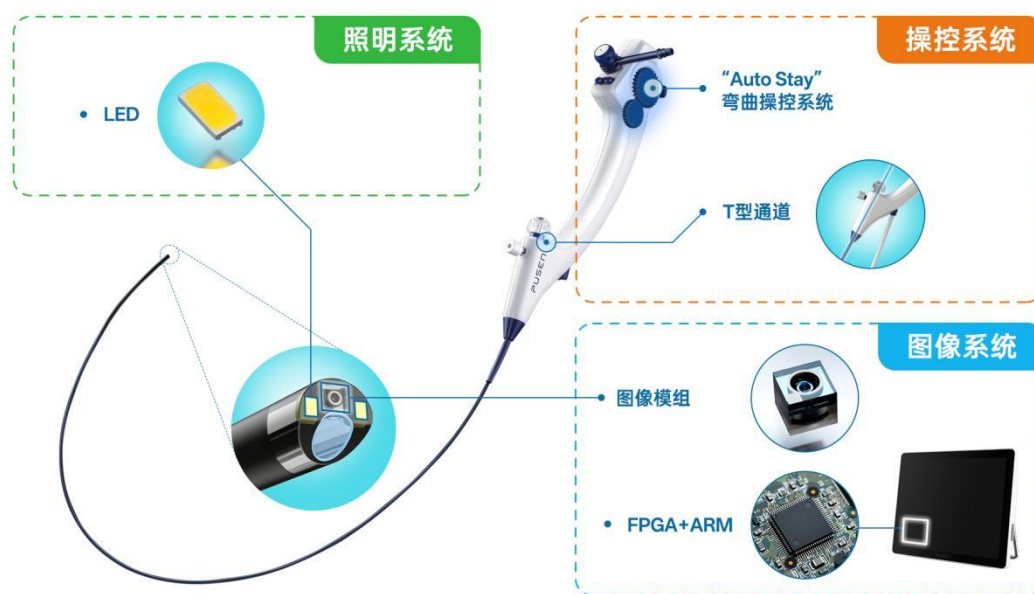 照明系统
• LED
操控系统
“Auto Stay”
弯曲操控系统
• T型通道
PUSEN
图像系统
• 图像模组
• FPGA+ARM